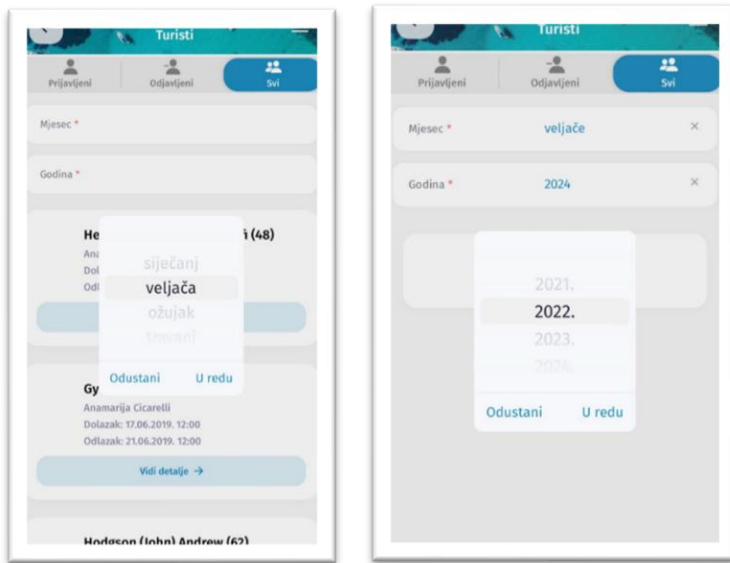 Turisti
Prijavljeni
Odjavljeni
Svi
Mjesec *
Godina *
(48)
siječanj
veljača
ožujak
travanj
Odustani
U redu
Gy
Anamarija Cicarelli
Dolazak: 17.06.2019. 12:00
Odlazak: 21.06.2019. 12:00
Vidi detalje →
Hodgson (John) Andrew (62)
Turisti
Prijavljeni
Odjavljeni
Svi
Mjesec * veljače ×
Godina * 2024 ×
2021.
2022.
2023.
2024.
Odustani
U redu